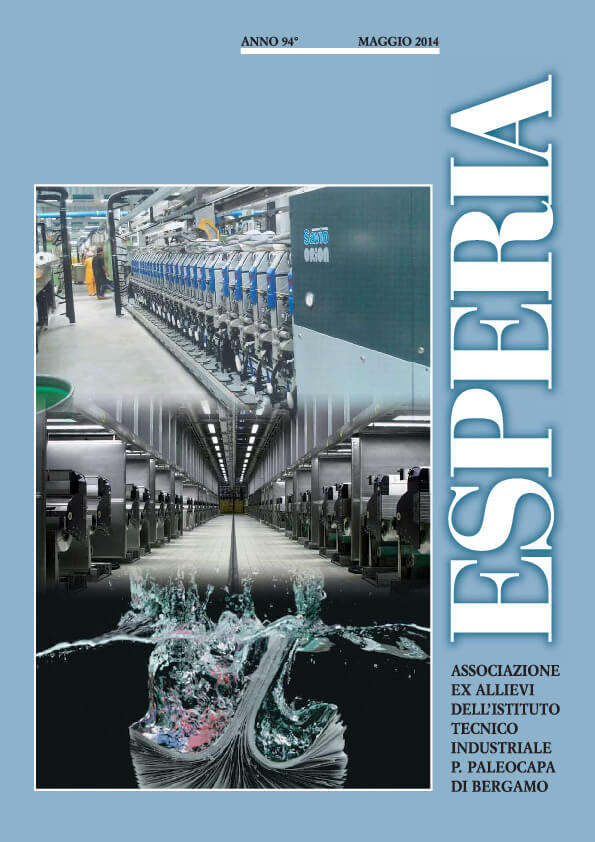 ANNO 94° MAGGIO 2014
ESPERIA
Savio
ORION
ASSOCIAZIONE
EX ALLIEVI
DELL'ISTITUTO
TECNICO
INDUSTRIALE
P. PALEOCAPA
DI BERGAMO